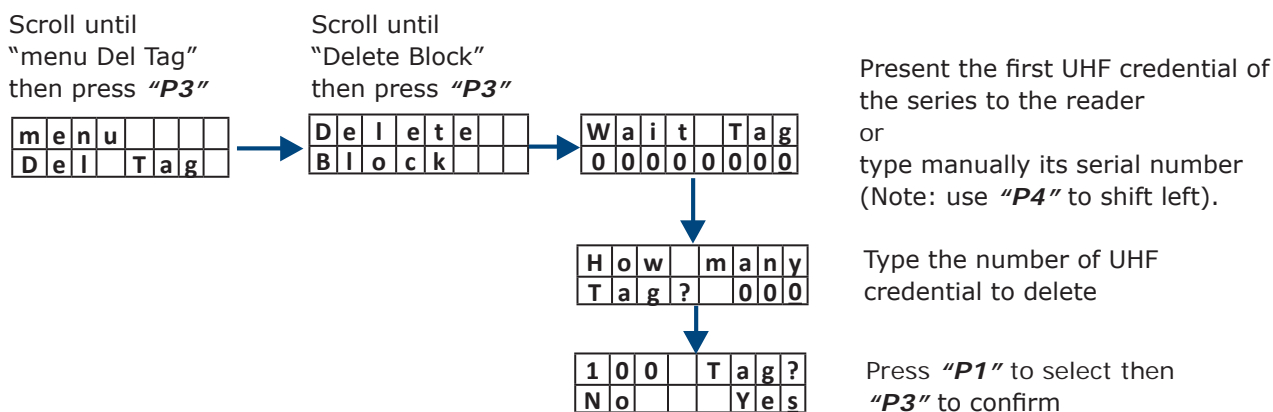 Scroll until
“menu Del Tag”
then press “P3”
menu
Del Tag
Scroll until
“Delete Block”
then press “P3”
Delete
Block
Wait Tag
00000000
Present the first UHF credential of
the series to the reader
or
type manually its serial number
(Note: use “P4” to shift left).
How many
Tag? 000
Type the number of UHF
credential to delete
100 Tag?
No Yes
Press “P1” to select then
“P3” to confirm